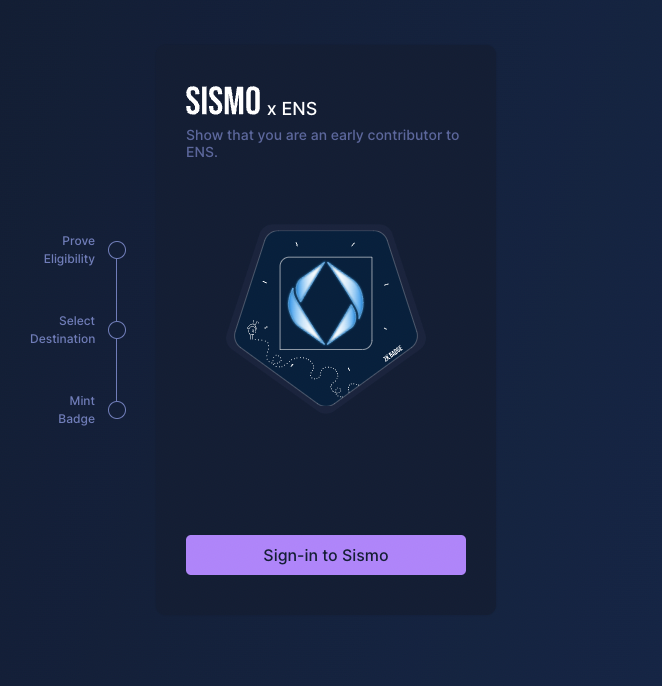 SISMO x ENS
Show that you are an early contributor to
ENS.
Prove
Eligibility
Select
Destination
Mint
Badge
ZK BADGE
Sign-in to Sismo